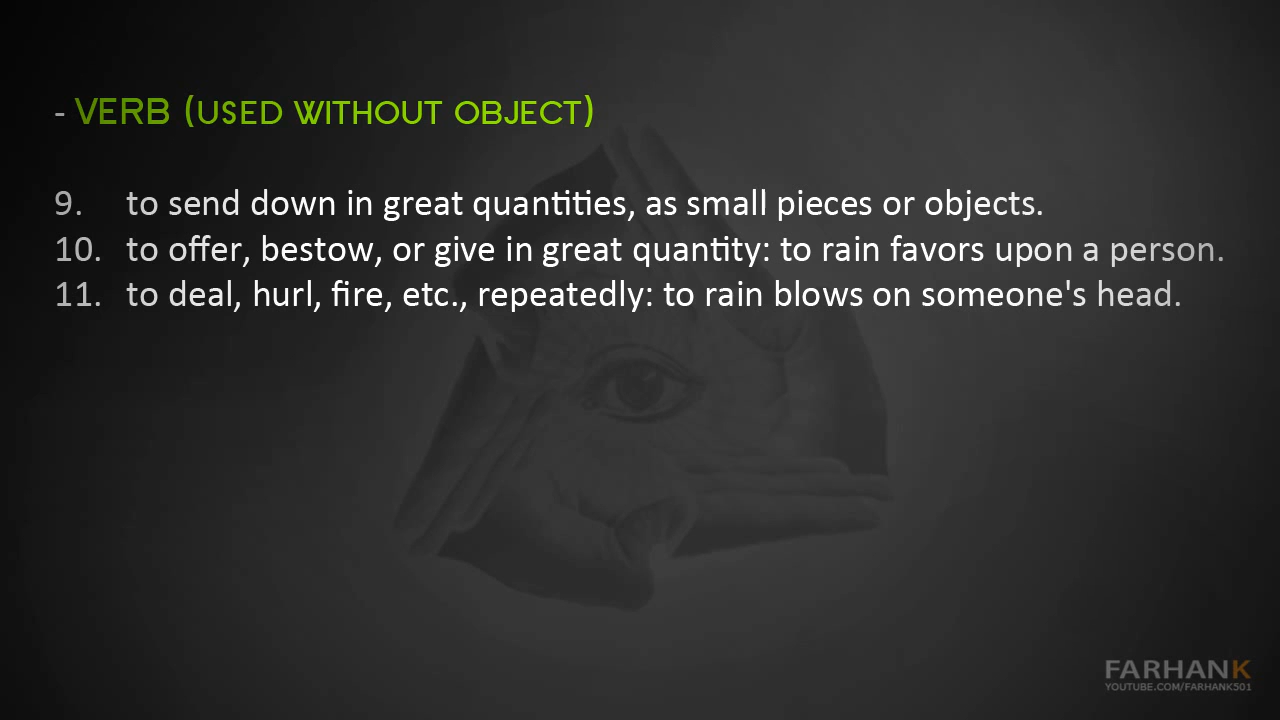 - VERB (USED WITHOUT OBJECT)
9. to send down in great quantities, as small pieces or objects.
10. to offer, bestow, or give in great quantity: to rain favors upon a person.
11. to deal, hurl, fire, etc., repeatedly: to rain blows on someone's head.
FARHANK
YOUTUBE.COM/FARHANK501